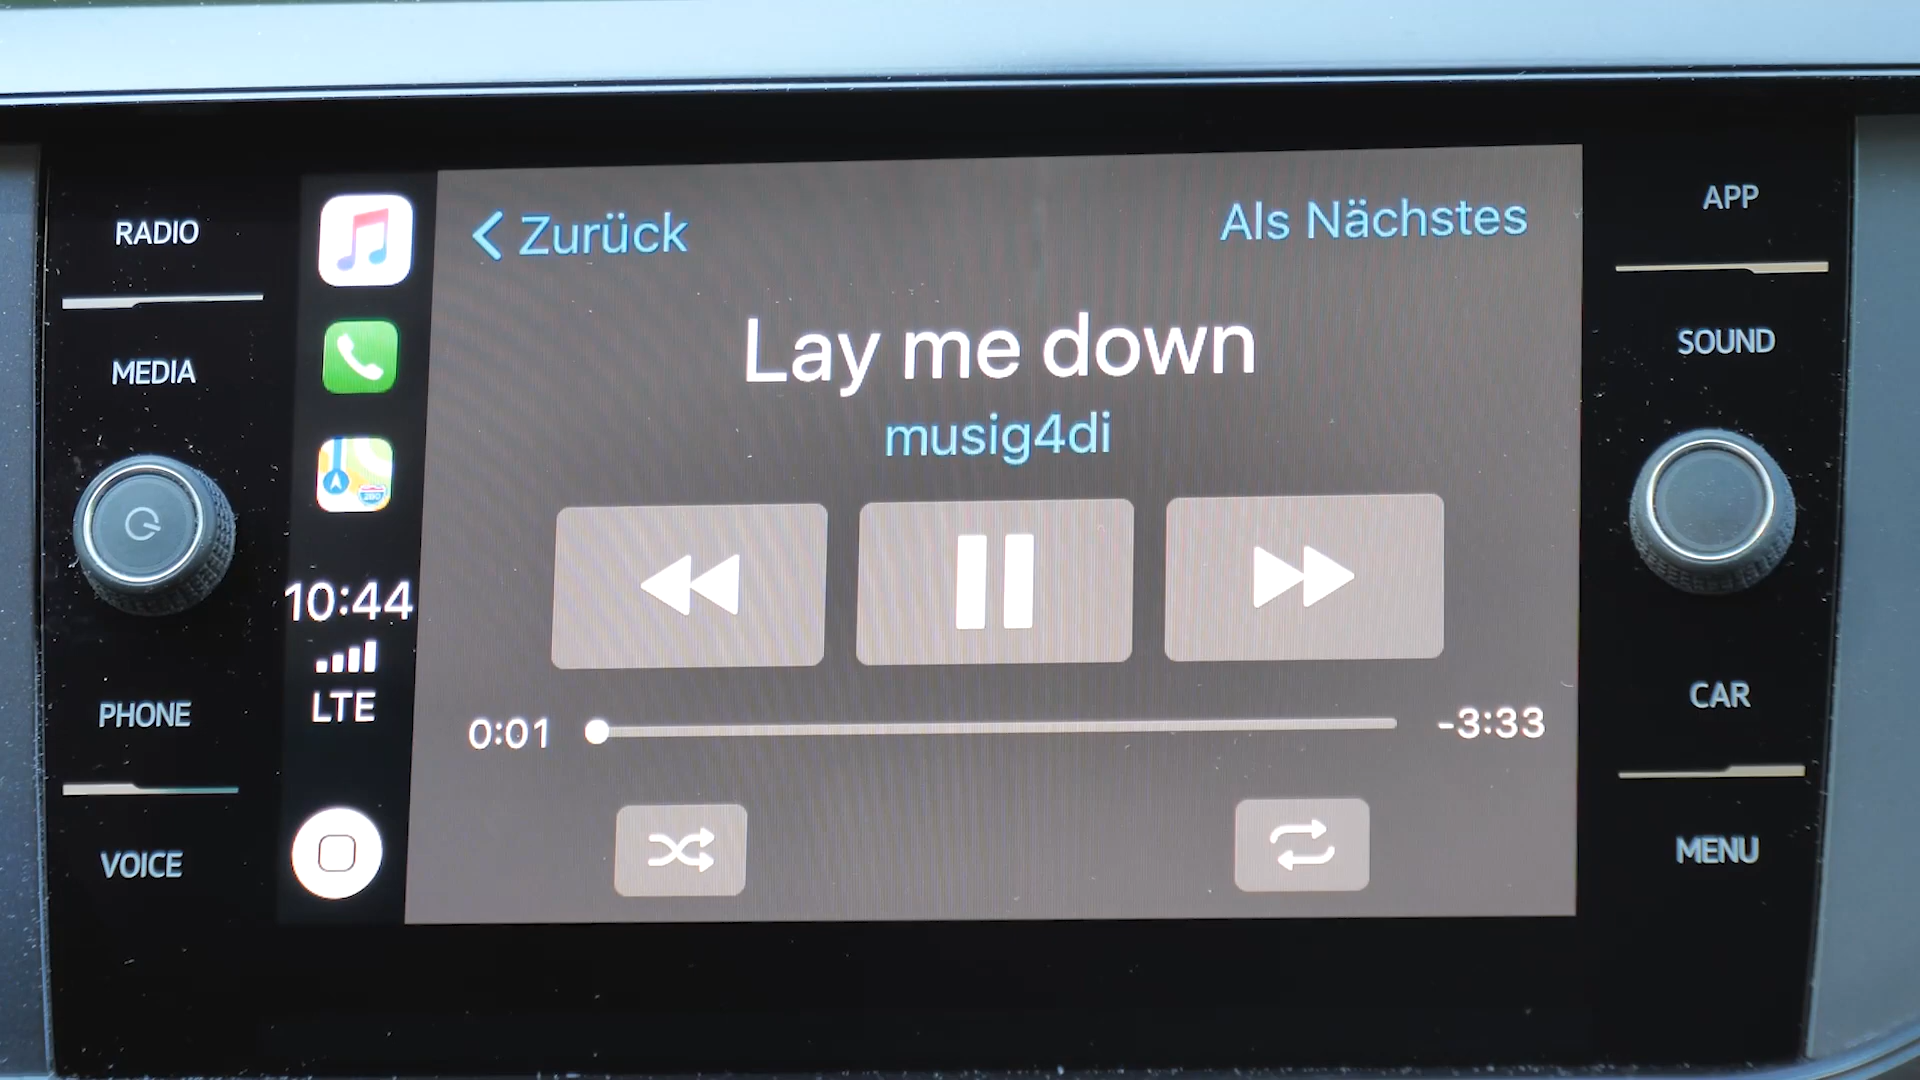 RADIO
MEDIA
PHONE
VOICE
10:44
LTE
Zurück
Als Nächstes
Lay me down
musig4di
0:01
-3:33
APP
SOUND
CAR
MENU
280